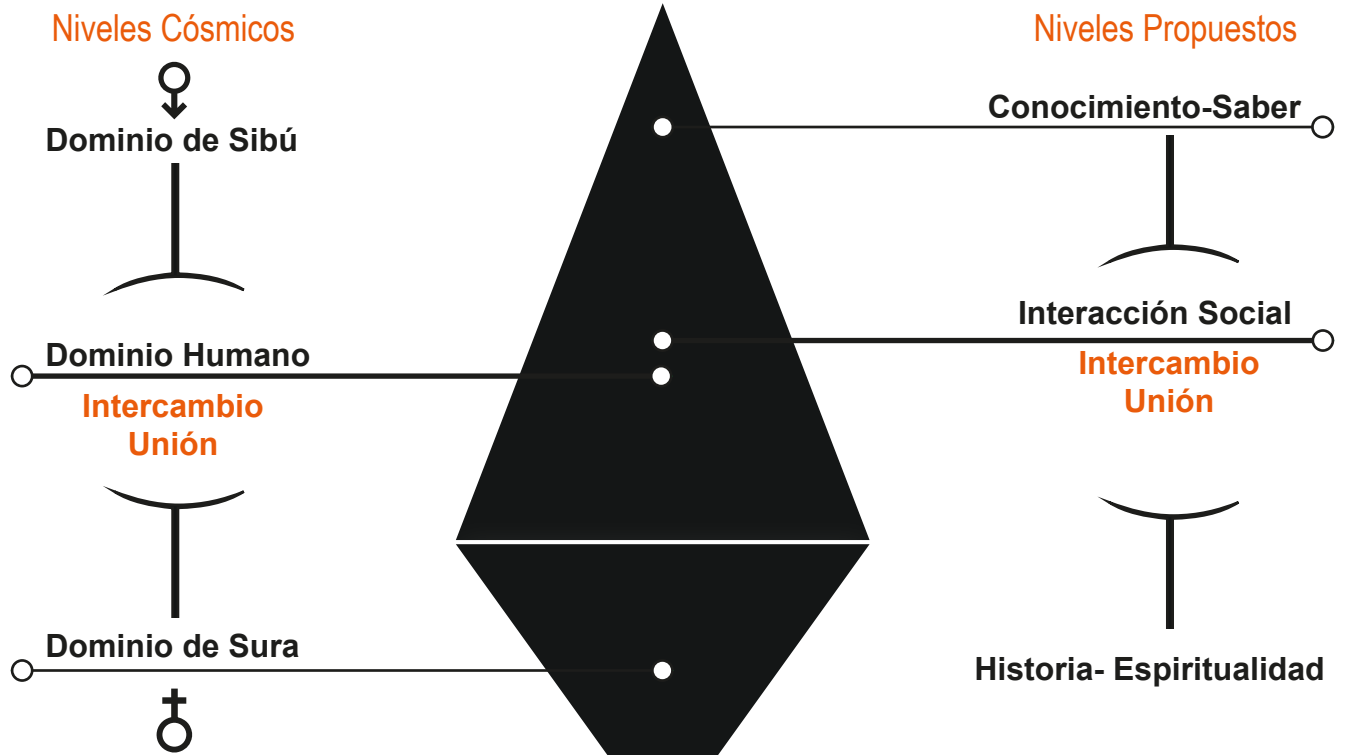 Niveles Cósmicos
Dominio de Sibú
Dominio Humano
Intercambio
Unión
Dominio de Sura
Niveles Propuestos
Conocimiento-Saber
Interacción Social
Intercambio
Unión
Historia- Espiritualidad